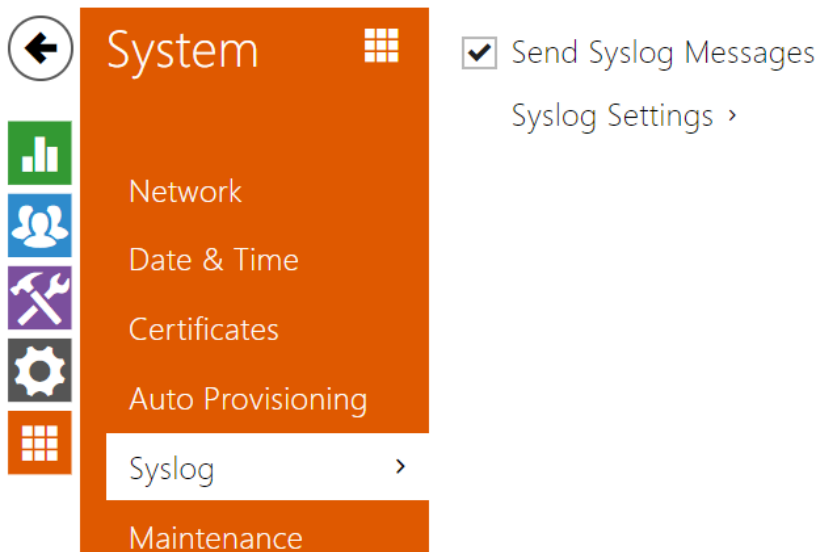 System
Network
Date & Time
Certificates
Auto Provisioning
Syslog
Maintenance
Send Syslog Messages
Syslog Settings ›